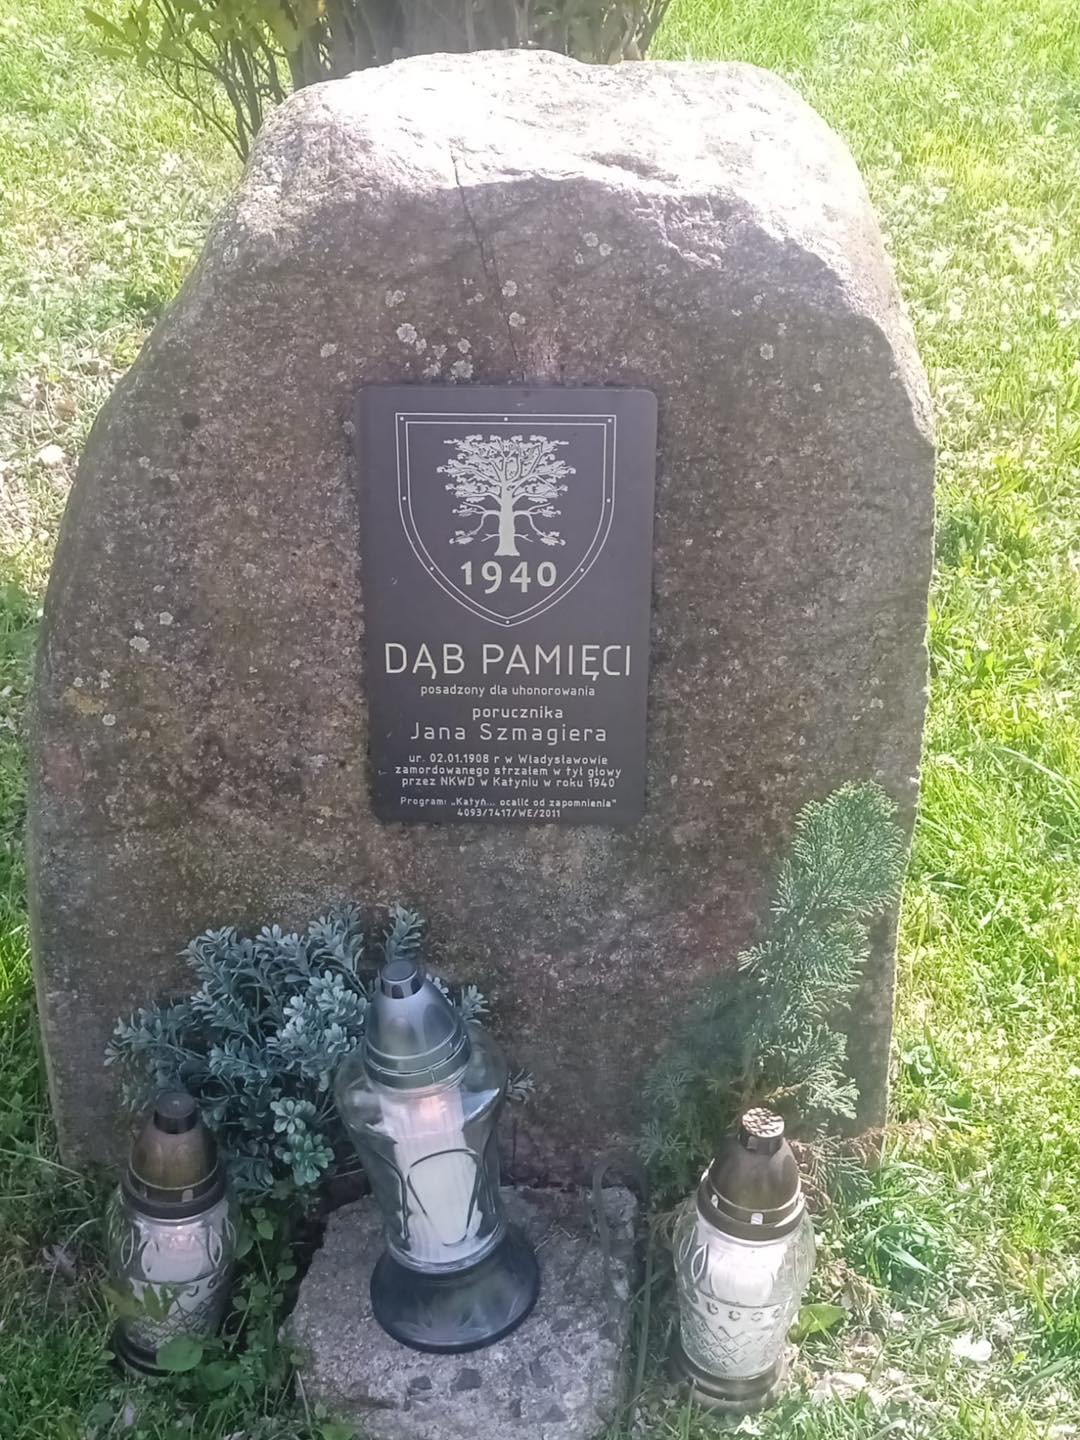 1940
DĄB PAMIĘCI
posadzony dla uhonorowania
porucznika
Jana Szmagiera
ur. 02.01.1908 r w Władysławowie
zamordowanego strzałem w tył głowy
przez NKWD w Katyniu w roku 1940
Program: „Katyń... ocalić od zapomnienia"
4093/7417/WE/2011